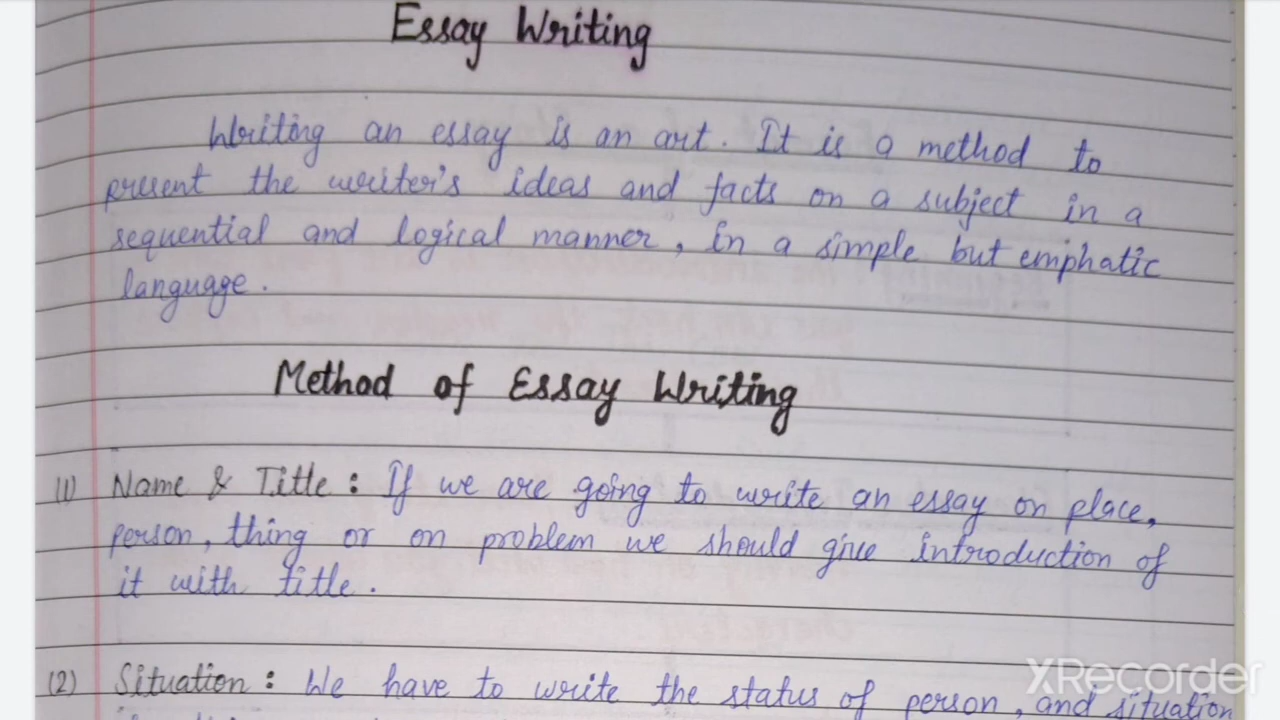 Essay Writing
Writing an essay is an art. It is a method to
present the writer's ideas and facts on a subject in a
sequential and logical manner, in a simple but emphatic
language.
Method of Essay Writing
(1) Name & Title : If we are going to write an essay on place,
person, thing or on problem we should give introduction of
it with title.
(2) Situation : We have to write the status of person, and situation
XRecorder